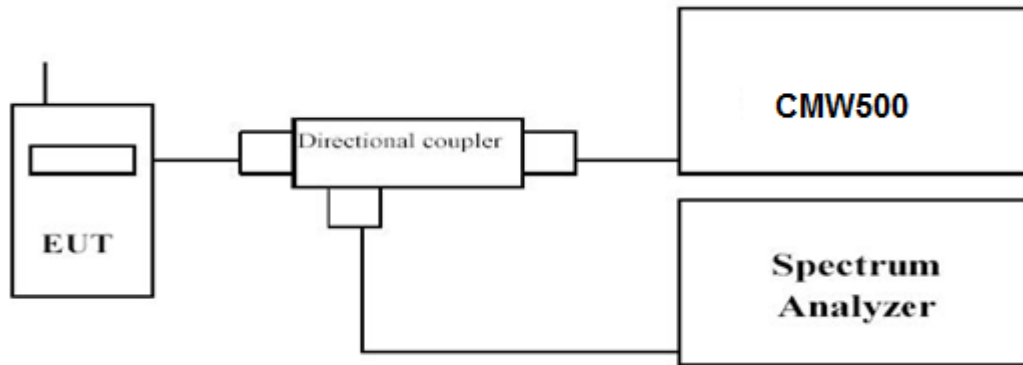 CMW500
Directional coupler
EUT
Spectrum
Analyzer